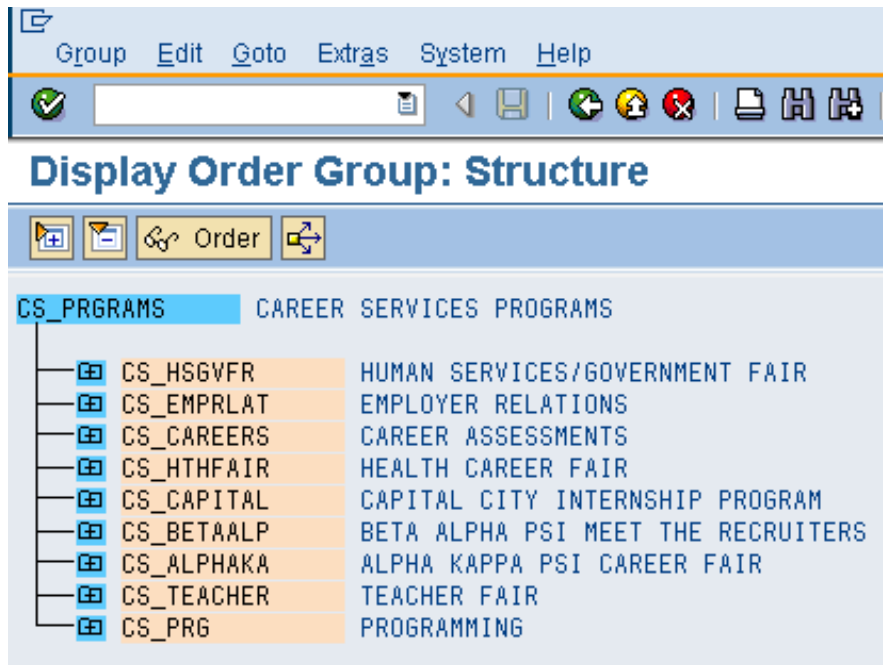 Group Edit Goto Extras System Help
Display Order Group: Structure
Order
CS_PRGRAMS CAREER SERVICES PROGRAMS
CS_HSGVFR HUMAN SERVICES/GOVERNMENT FAIR
CS_EMPRLAT EMPLOYER RELATIONS
CS_CAREERS CAREER ASSESSMENTS
CS_HTHFAIR HEALTH CAREER FAIR
CS_CAPITAL CAPITAL CITY INTERNSHIP PROGRAM
CS_BETAALP BETA ALPHA PSI MEET THE RECRUITERS
CS_ALPHAKA ALPHA KAPPA PSI CAREER FAIR
CS_TEACHER TEACHER FAIR
CS_PRG PROGRAMMING